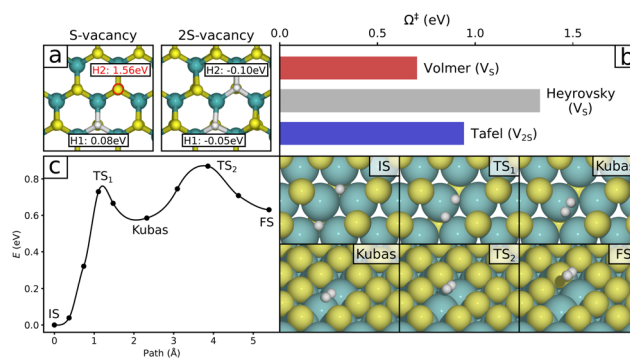 S-vacancy
2S-vacancy
a
H2: 1.56eV
H1: 0.08eV
H2: -0.10eV
H1: -0.05eV
Ω‡ (eV)
0.0
0.5
1.0
1.5
b
Volmer (VS)
Heyrovsky
(VS)
Tafel (V2S)
c
E (eV)
0.8
0.6
0.4
0.2
0.0
0
1
2
3
4
5
Path (Å)
IS
TS1
Kubas
TS2
FS
IS
TS1
Kubas
Kubas
TS2
FS